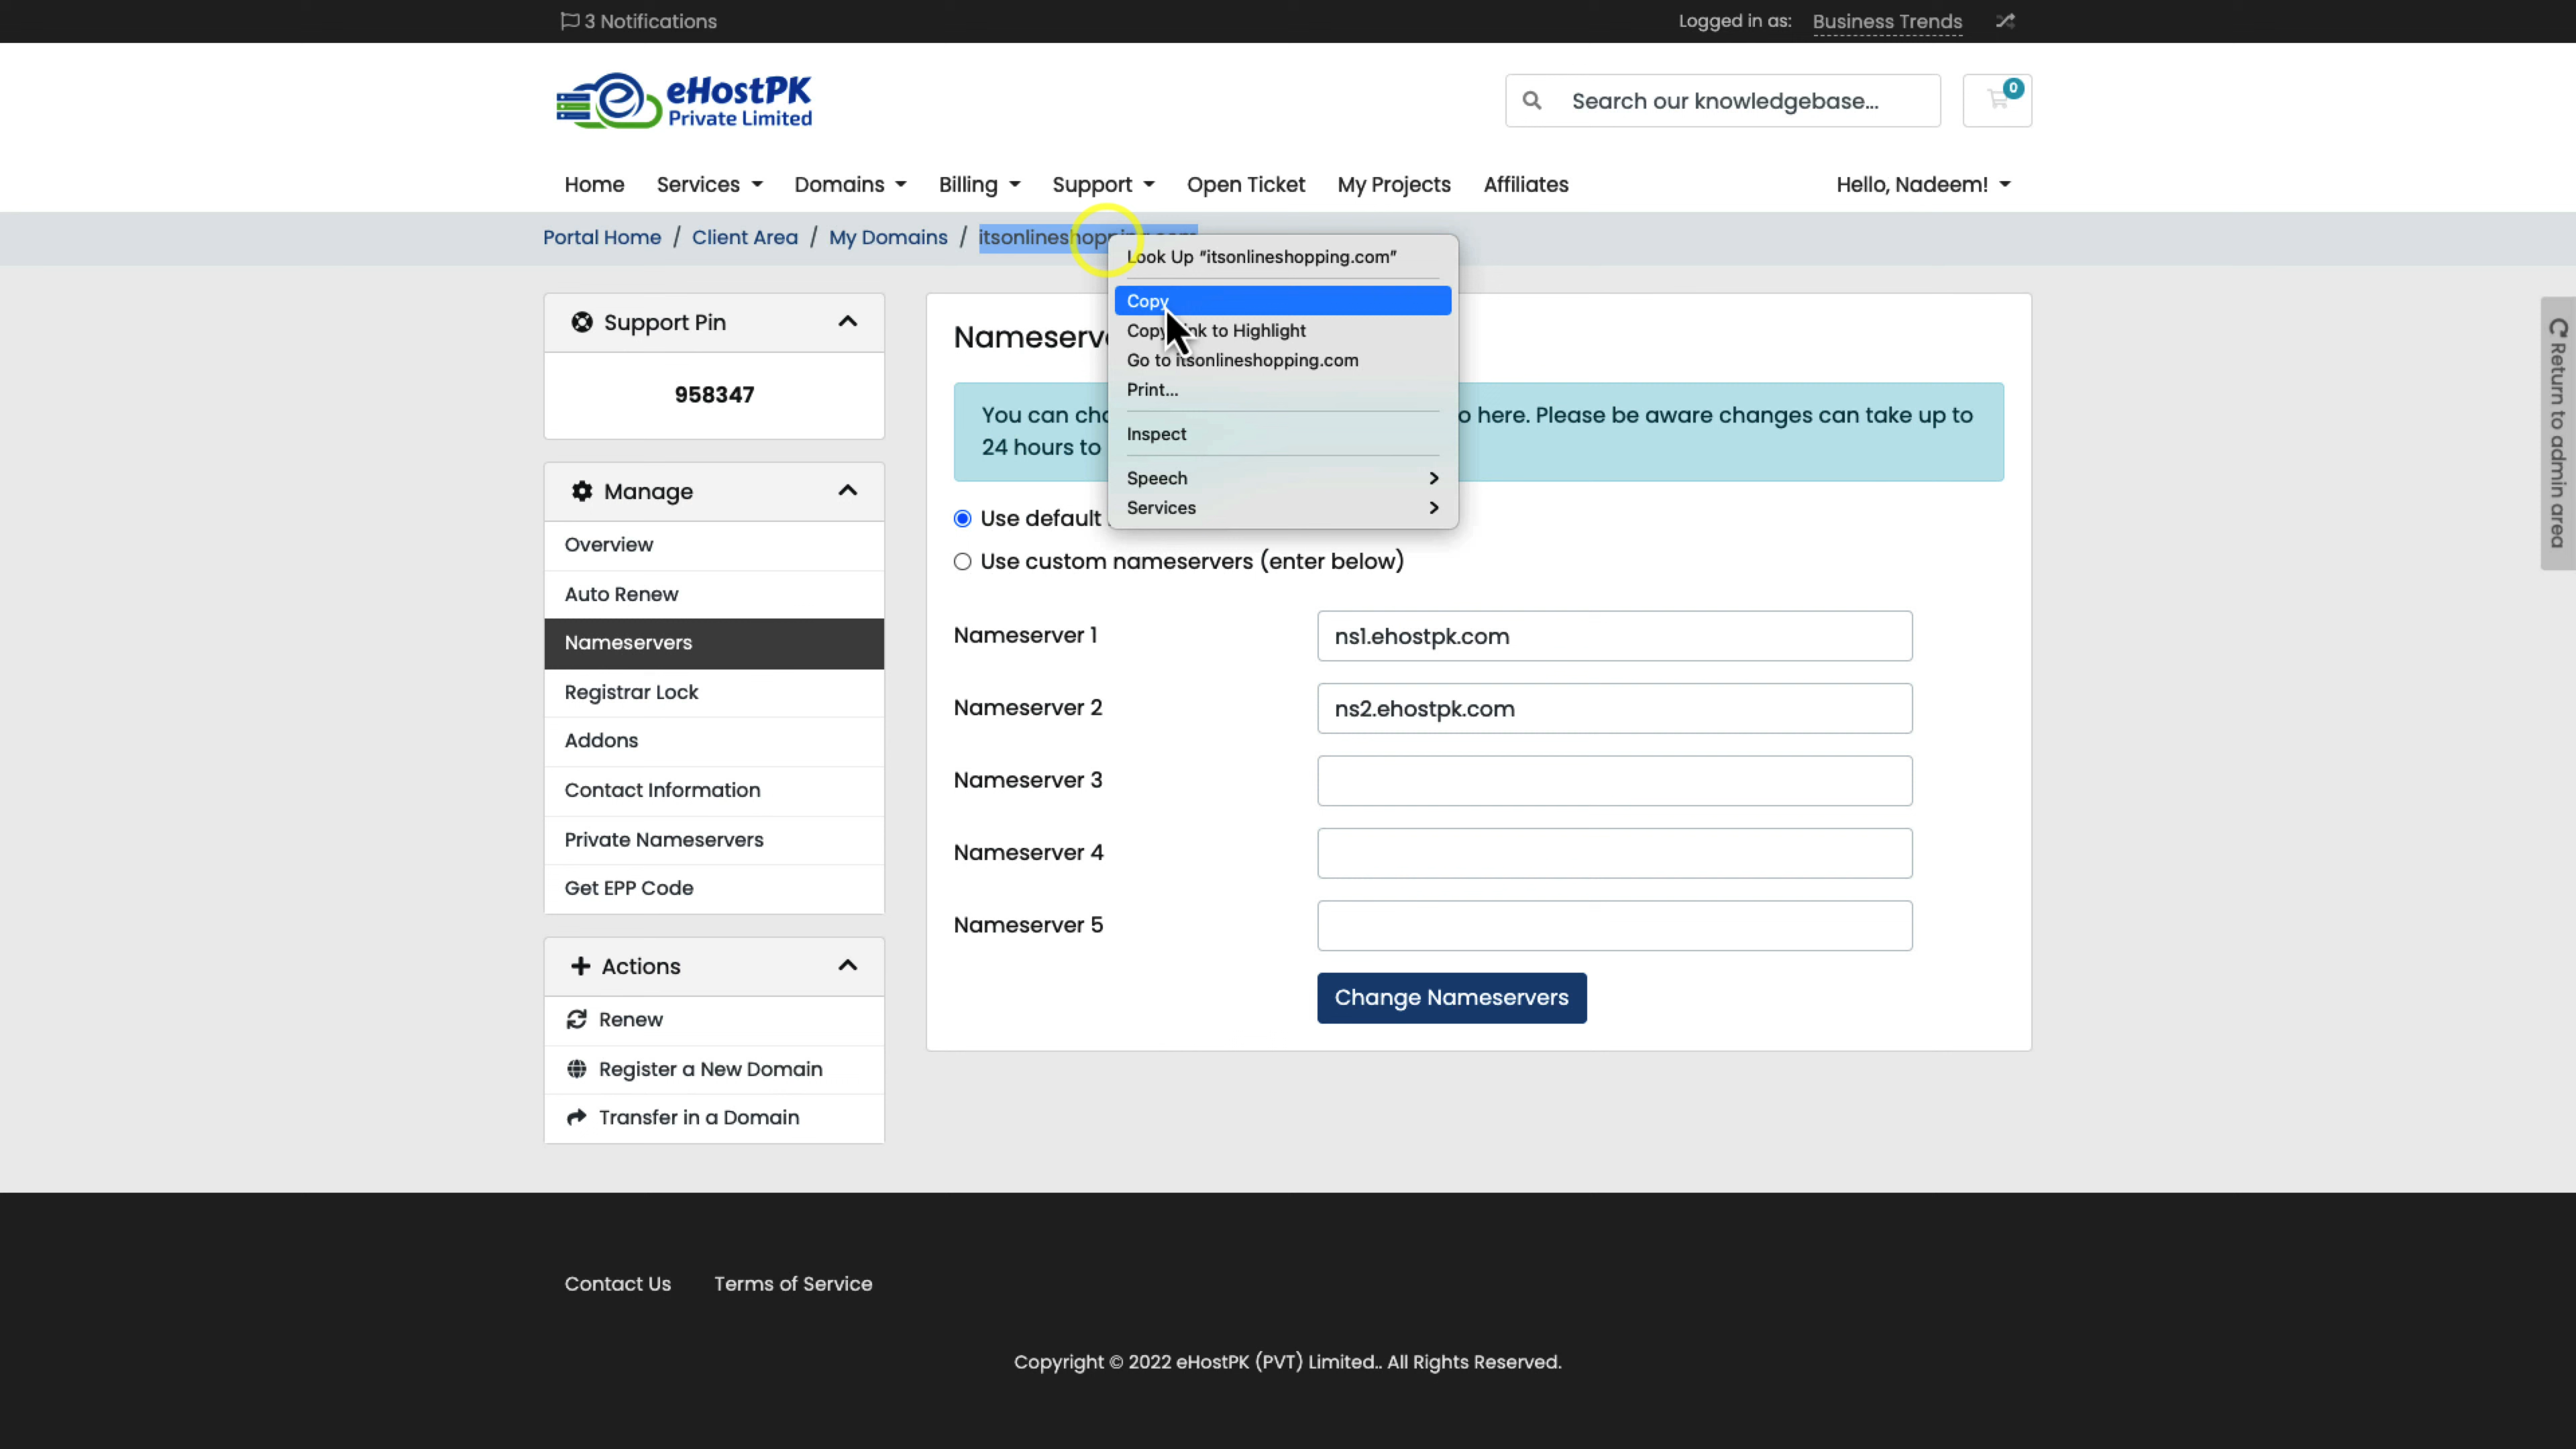 3 Notifications
Logged in as: Business Trends
eHostPK
Private Limited
Search our knowledgebase...
0
Home Services Domains Billing Support Open Ticket My Projects Affiliates Hello, Nadeem!
Portal Home / Client Area / My Domains / itsonlineshopping.com
Look Up “itsonlineshopping.com”
Copy
Copy Link to Highlight
Go to itsonlineshopping.com
Print...
Inspect
Speech
Services
Support Pin
958347
Manage
Overview
Auto Renew
Nameservers
Registrar Lock
Addons
Contact Information
Private Nameservers
Get EPP Code
Actions
Renew
Register a New Domain
Transfer in a Domain
You can
o here. Please be aware changes can take up to
24 hours to
Use default
Use custom nameservers (enter below)
Nameserver 1 ns1.ehostpk.com
Nameserver 2 ns2.ehostpk.com
Nameserver 3
Nameserver 4
Nameserver 5
Change Nameservers
Return to admin area
Contact Us Terms of Service
Copyright © 2022 eHostPK (PVT) Limited.. All Rights Reserved.